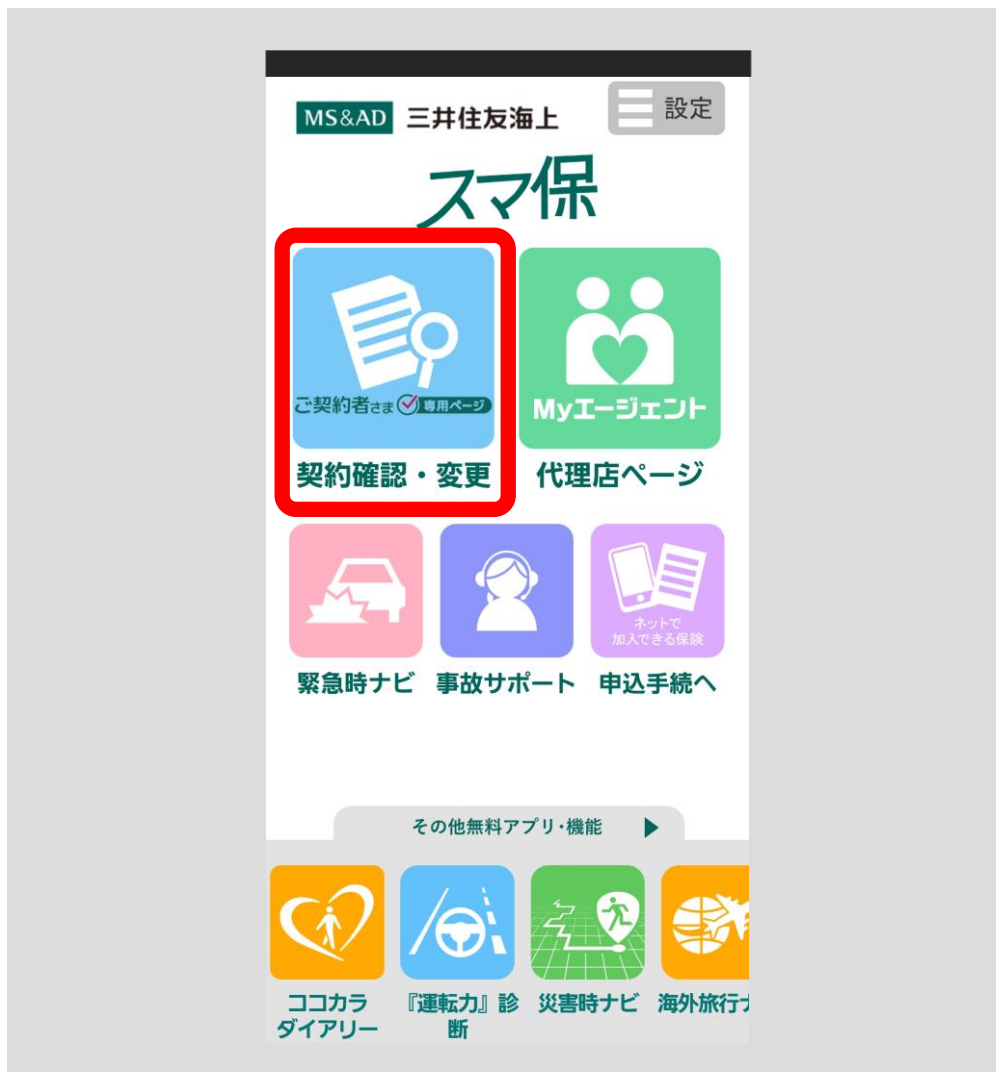 MS&AD 三井住友海上
設定
スマ保
ご契約者さま 専用ページ
契約確認・変更
Myエージェント
代理店ページ
緊急時ナビ
事故サポート
ネットで
加入できる保険
申込手続へ
その他無料アプリ・機能
ココカラ
ダイアリー
『運転力』診
断
災害時ナビ
海外旅行ナ